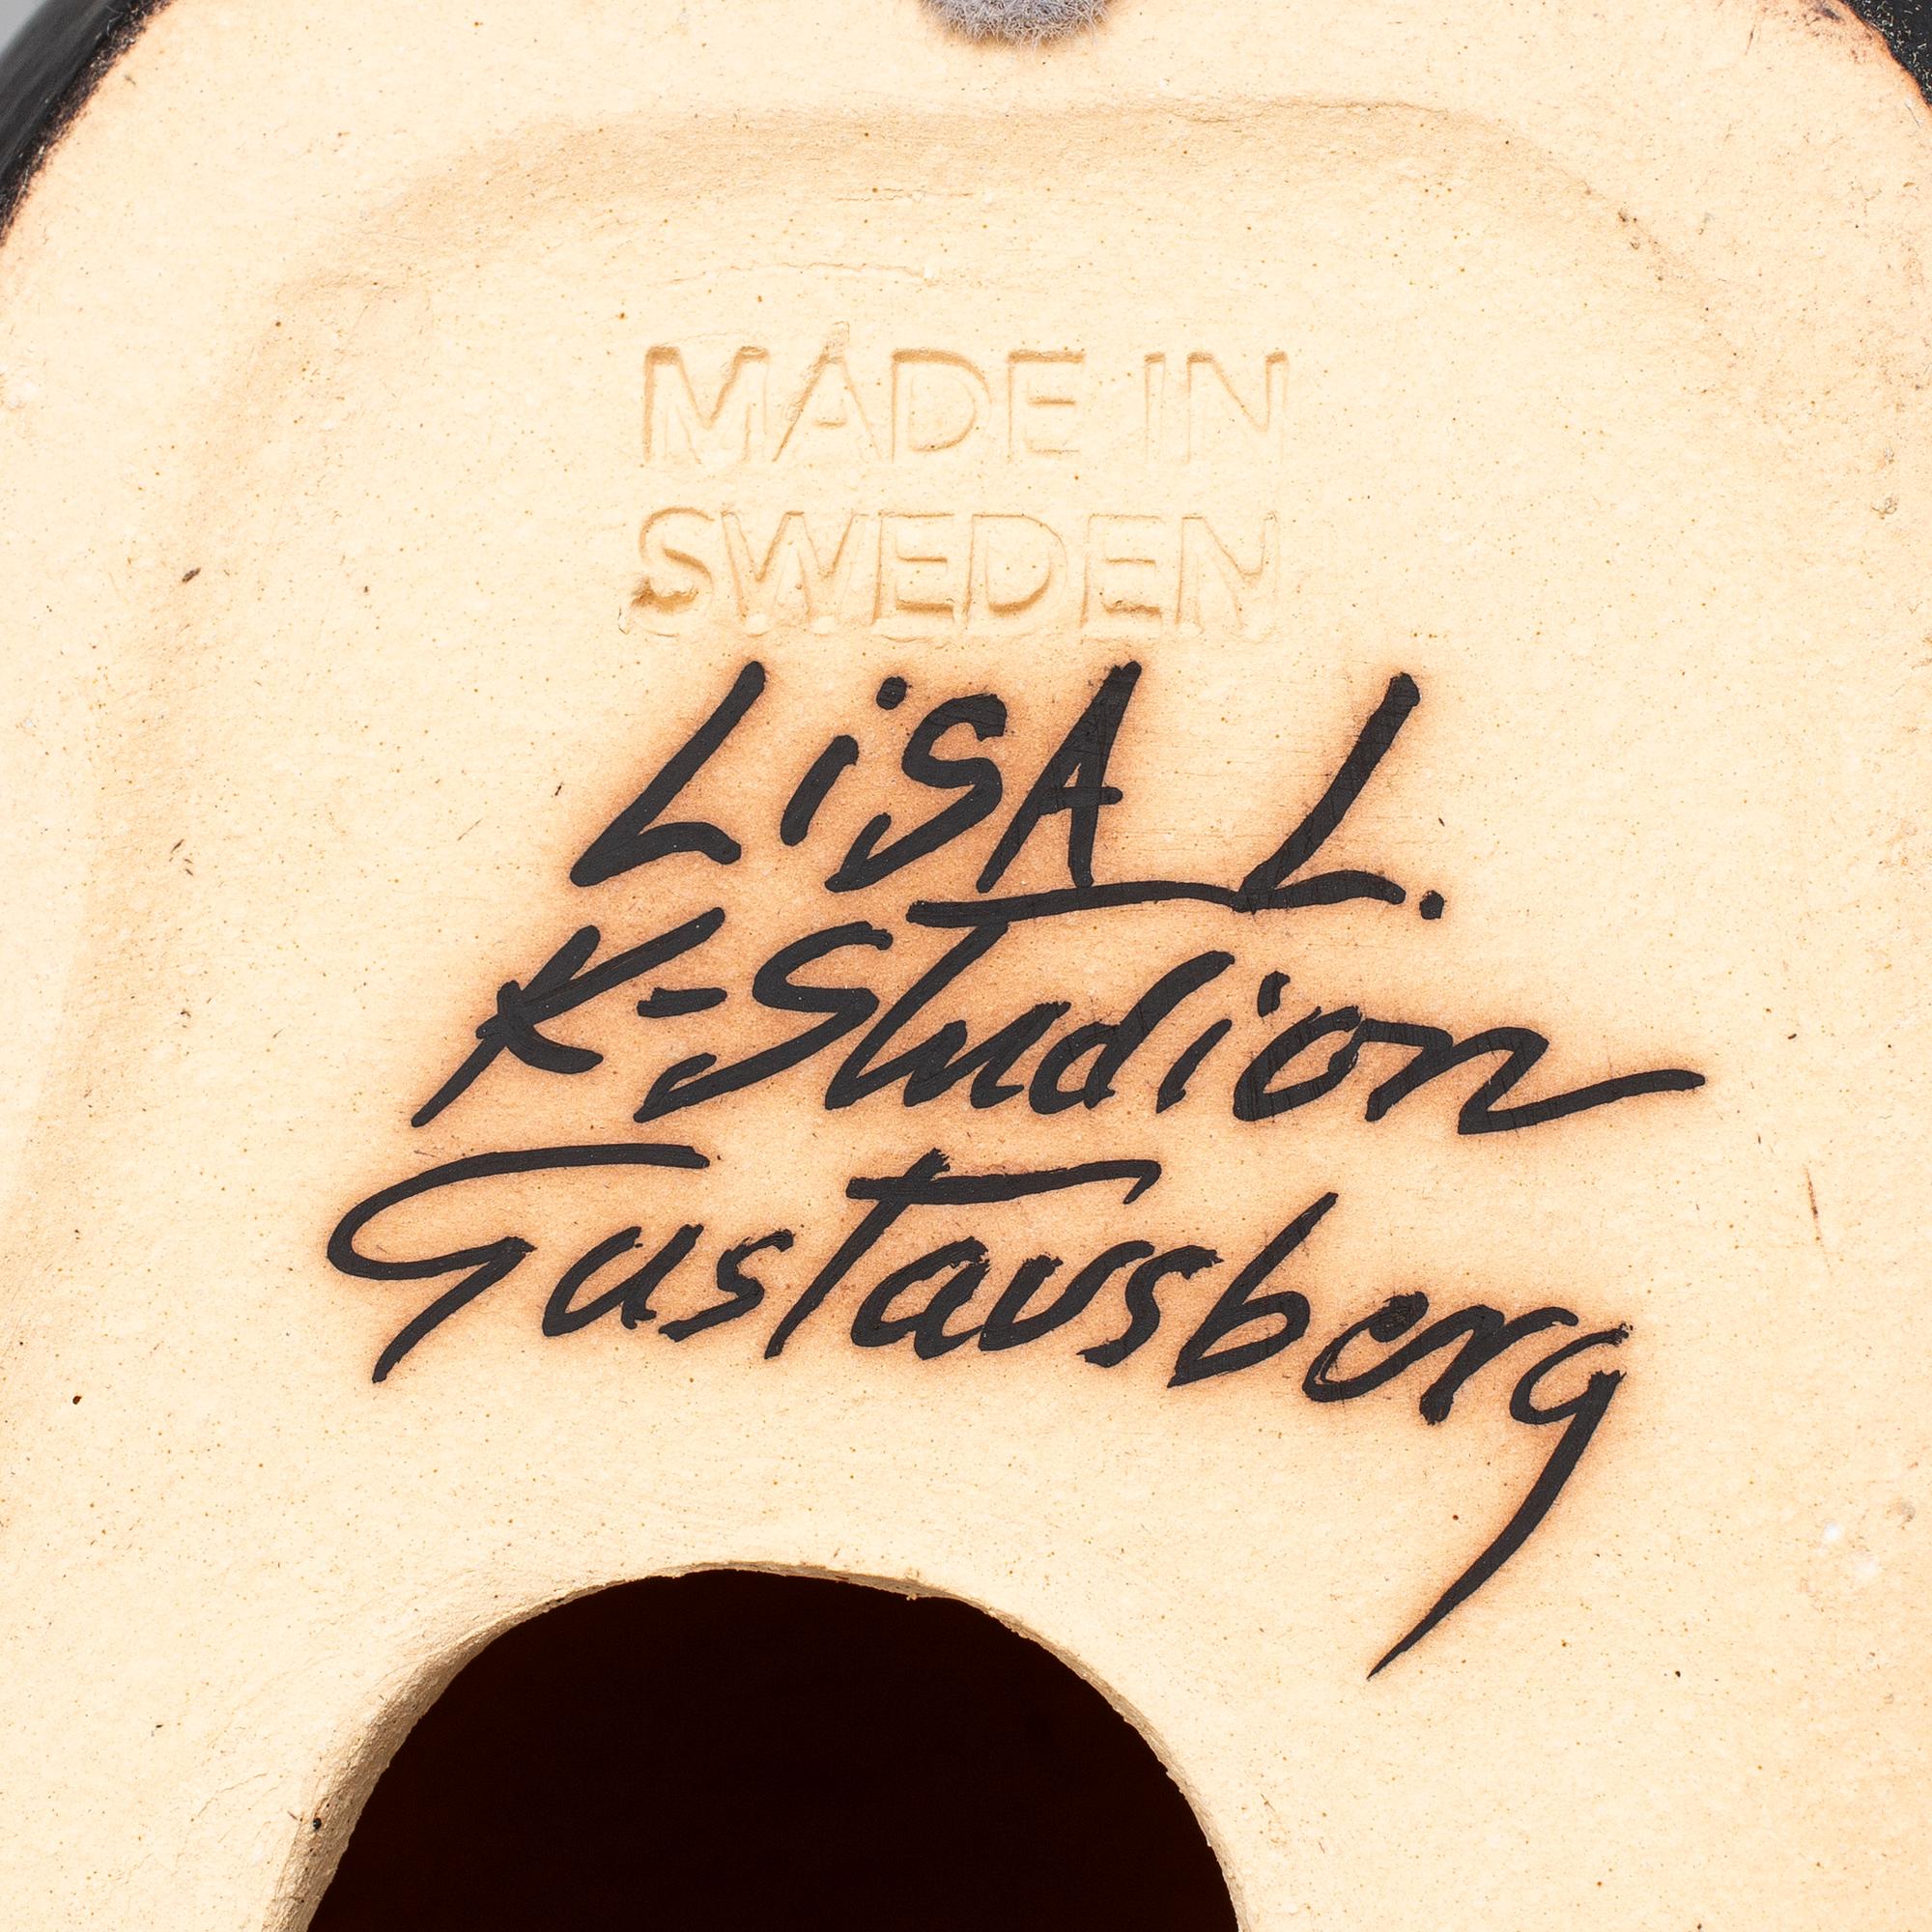 MADE IN
SWEDEN
LiSA L.
K-Studion
Gustavsberg